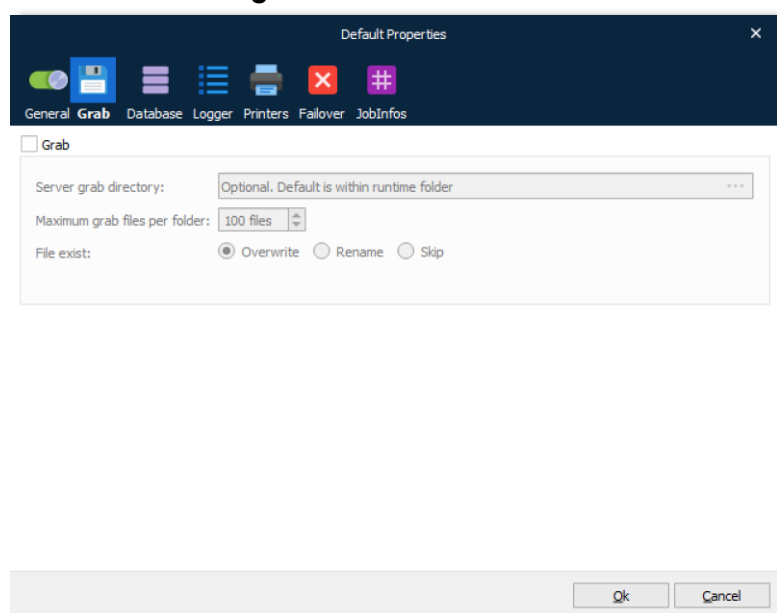 Default Properties
General Grab Database Logger Printers Failover JobInfos
Grab
Server grab directory: Optional. Default is within runtime folder ...
Maximum grab files per folder: 100 files
File exist: Overwrite Rename Skip
Ok Cancel